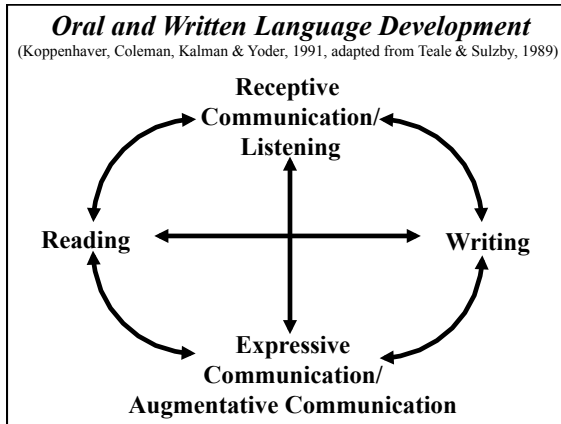 Oral and Written Language Development
(Koppenhaver, Coleman, Kalman & Yoder, 1991, adapted from Teale & Sulzby, 1989)
Receptive
Communication/
Listening
Reading
Writing
Expressive
Communication/
Augmentative Communication